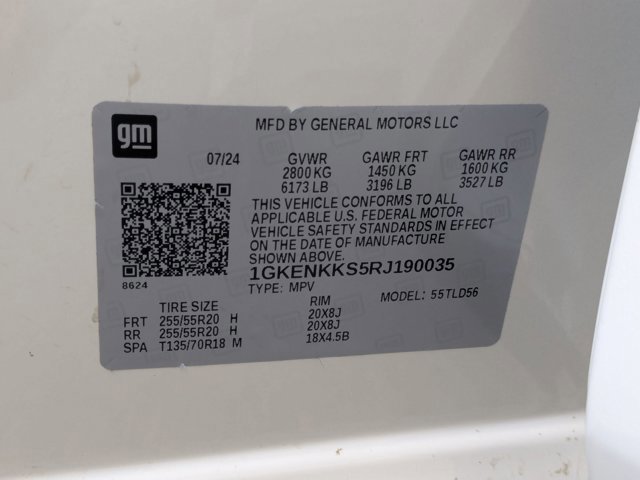 gm
MFD BY GENERAL MOTORS LLC
07/24 GVWR GAWR FRT GAWR RR
2800 KG 1450 KG 1600 KG
6173 LB 3196 LB 3527 LB
THIS VEHICLE CONFORMS TO ALL
APPLICABLE U.S. FEDERAL MOTOR
VEHICLE SAFETY STANDARDS IN EFFECT
ON THE DATE OF MANUFACTURE
SHOWN ABOVE.
8624
1GKENKKS5RJ190035
TYPE: MPV MODEL: 55TLD56
TIRE SIZE RIM
FRT 255/55R20 H 20X8J
RR 255/55R20 H 20X8J
SPA T135/70R18 M 18X4.5B